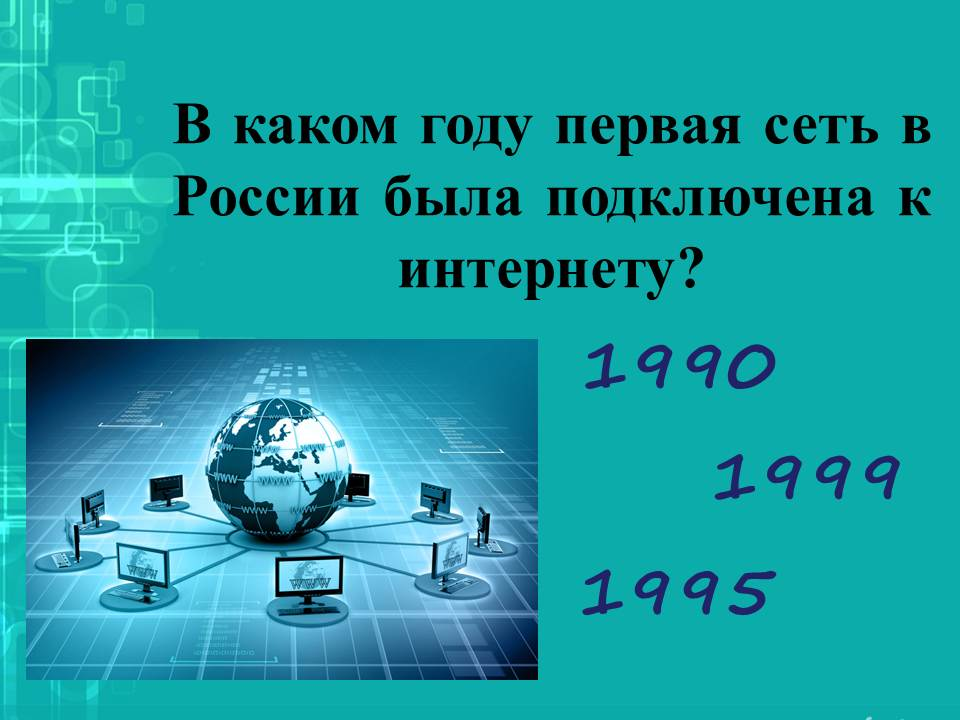 В каком году первая сеть в
России была подключена к
интернету?
1990
1999
1995